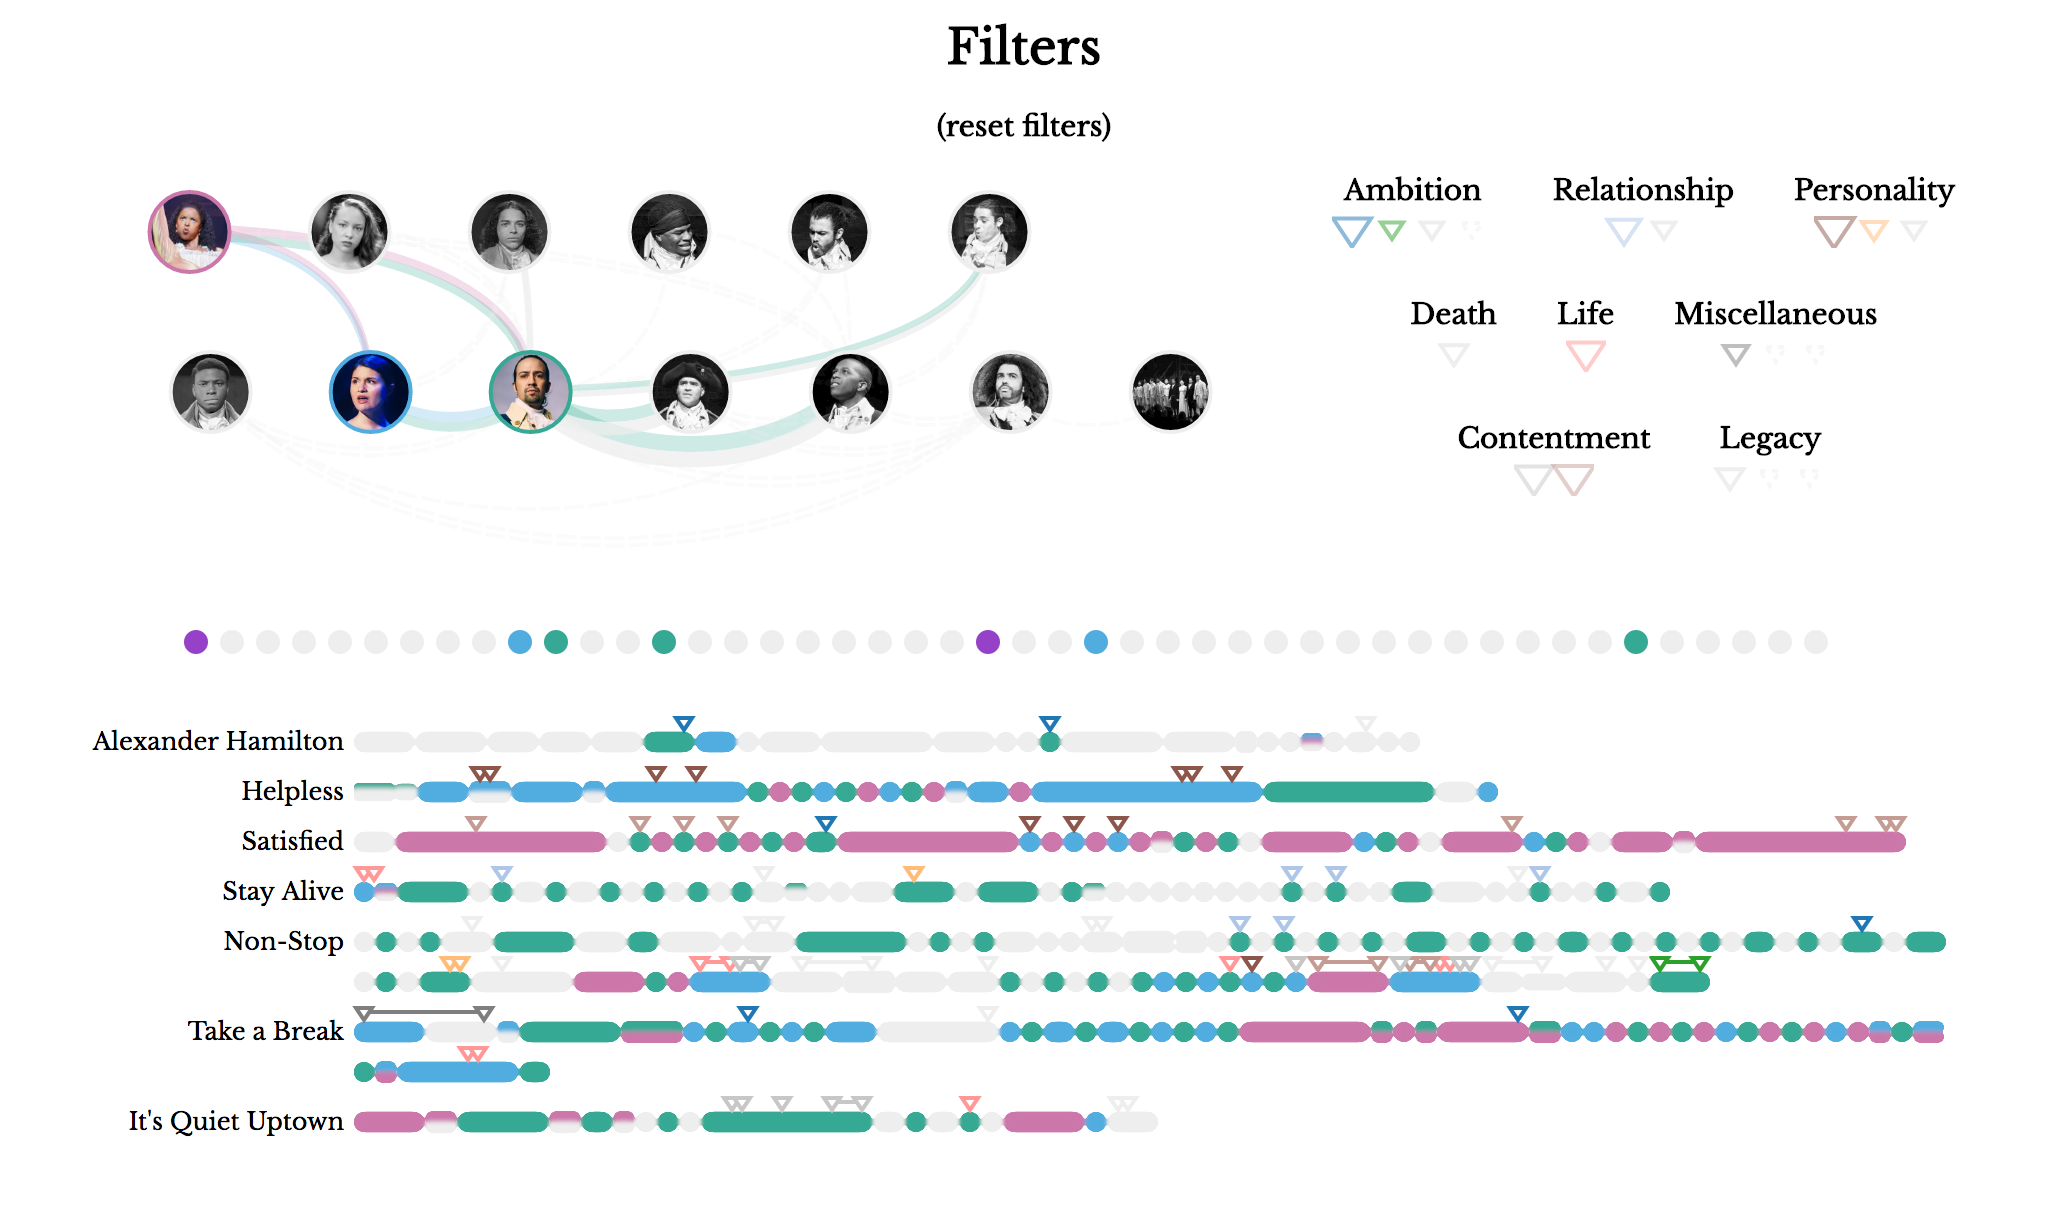 Filters
(reset filters)
Ambition Relationship Personality
Death Life Miscellaneous
Contentment Legacy
Alexander Hamilton
Helpless
Satisfied
Stay Alive
Non-Stop
Take a Break
It's Quiet Uptown